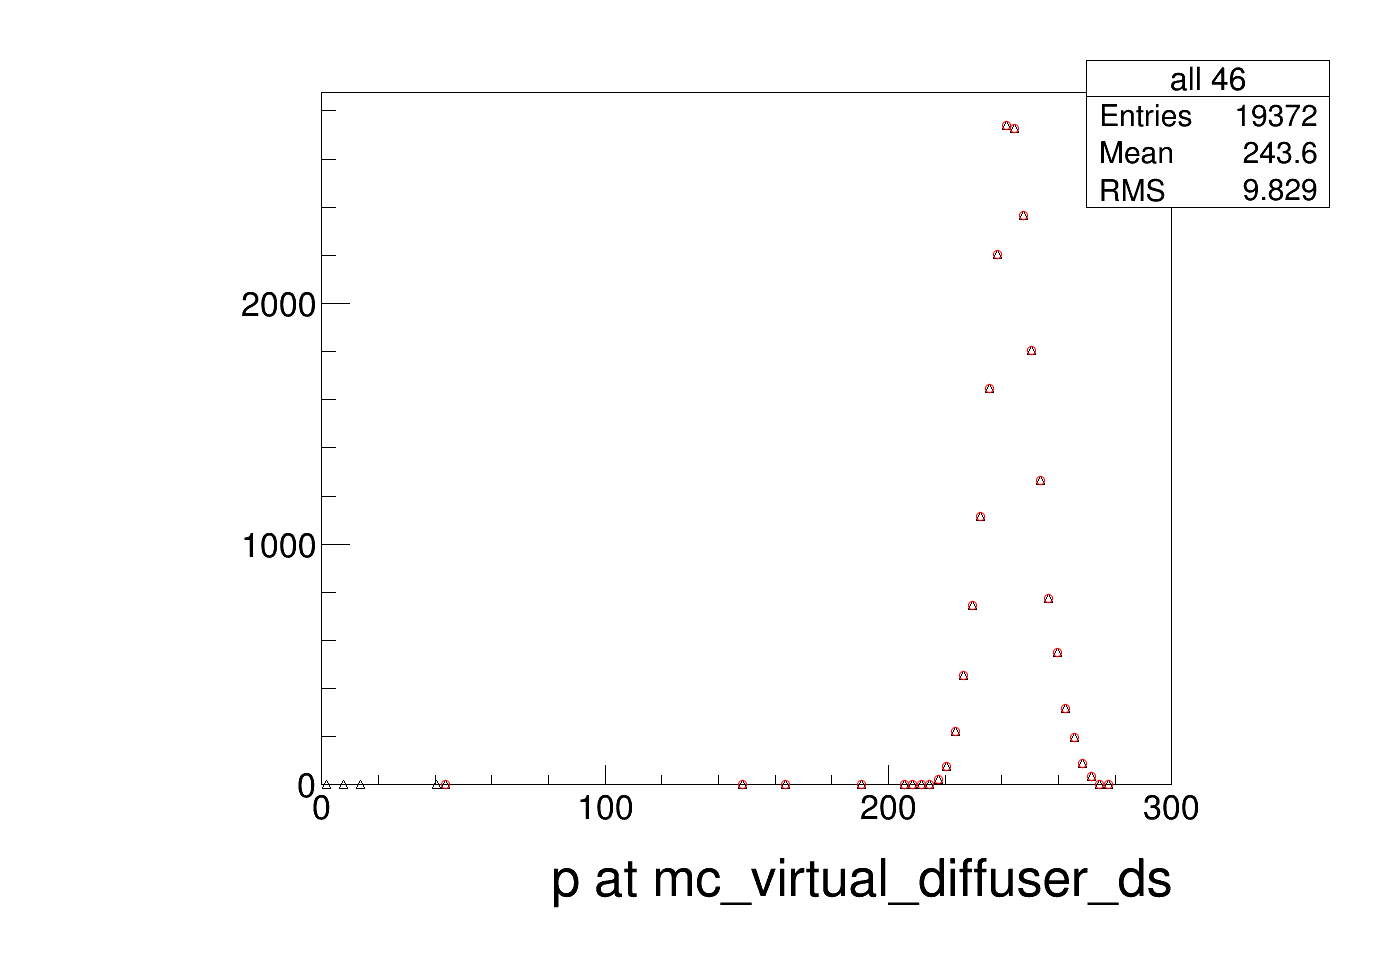 all 46
Entries 19372
Mean 243.6
RMS 9.829
2000
1000
0
0 100 200 300
p at mc_virtual_diffuser_ds